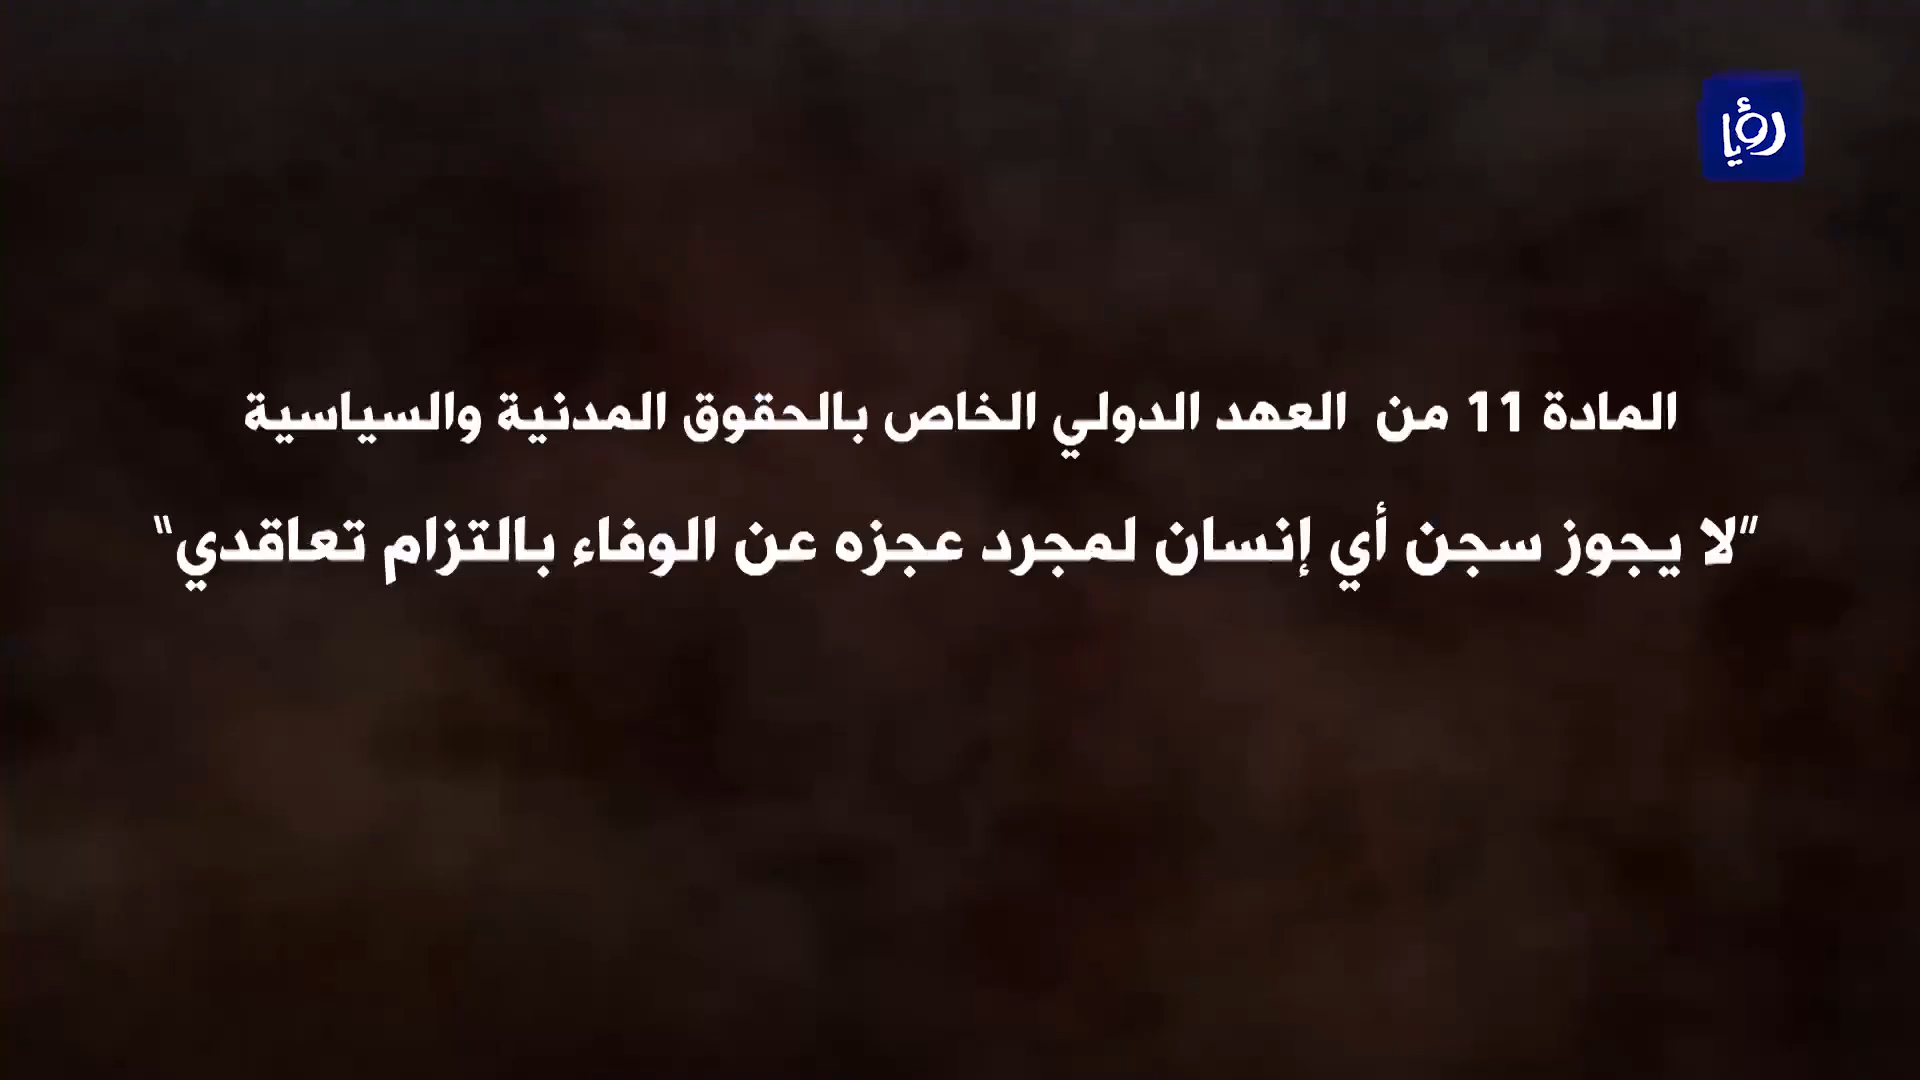 رؤيا
المادة 11 من العهد الدولي الخاص بالحقوق المدنية والسياسية
"لا يجوز سجن أي إنسان لمجرد عجزه عن الوفاء بالتزام تعاقدي"